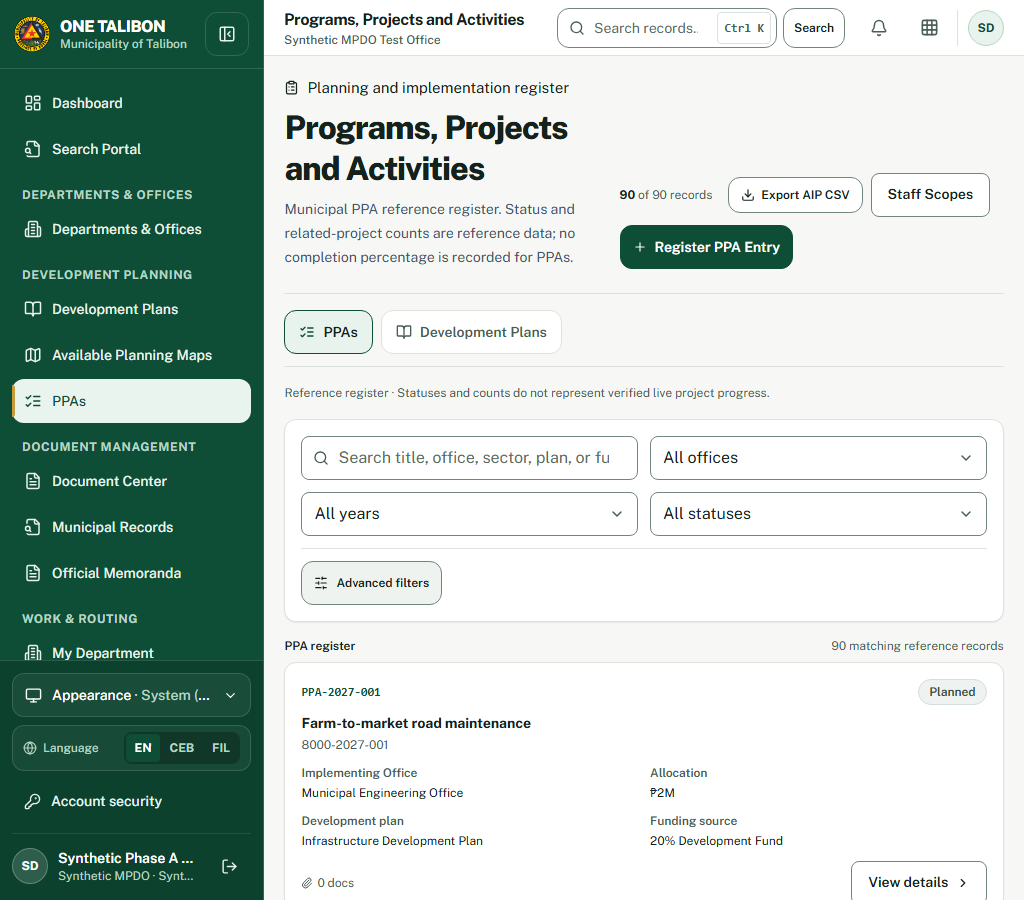 ONE TALIBON
Municipality of Talibon
Dashboard
Search Portal
DEPARTMENTS & OFFICES
Departments & Offices
DEVELOPMENT PLANNING
Development Plans
Available Planning Maps
PPAs
DOCUMENT MANAGEMENT
Document Center
Municipal Records
Official Memoranda
WORK & ROUTING
My Department
Appearance · System (...
Language EN CEB FIL
Account security
SD
Synthetic Phase A ...
Synthetic MPDO · Synt...
Programs, Projects and Activities
Synthetic MPDO Test Office
Search records.. Ctrl K Search SD
Planning and implementation register
Programs, Projects
and Activities
Municipal PPA reference register. Status and
related-project counts are reference data; no
completion percentage is recorded for PPAs.
90 of 90 records Export AIP CSV Staff Scopes
+ Register PPA Entry
PPAs Development Plans
Reference register · Statuses and counts do not represent verified live project progress.
Search title, office, sector, plan, or fu All offices
All years All statuses
Advanced filters
PPA register 90 matching reference records
PPA-2027-001 Planned
Farm-to-market road maintenance
8000-2027-001
Implementing Office Allocation
Municipal Engineering Office ₱2M
Development plan Funding source
Infrastructure Development Plan 20% Development Fund
0 docs View details